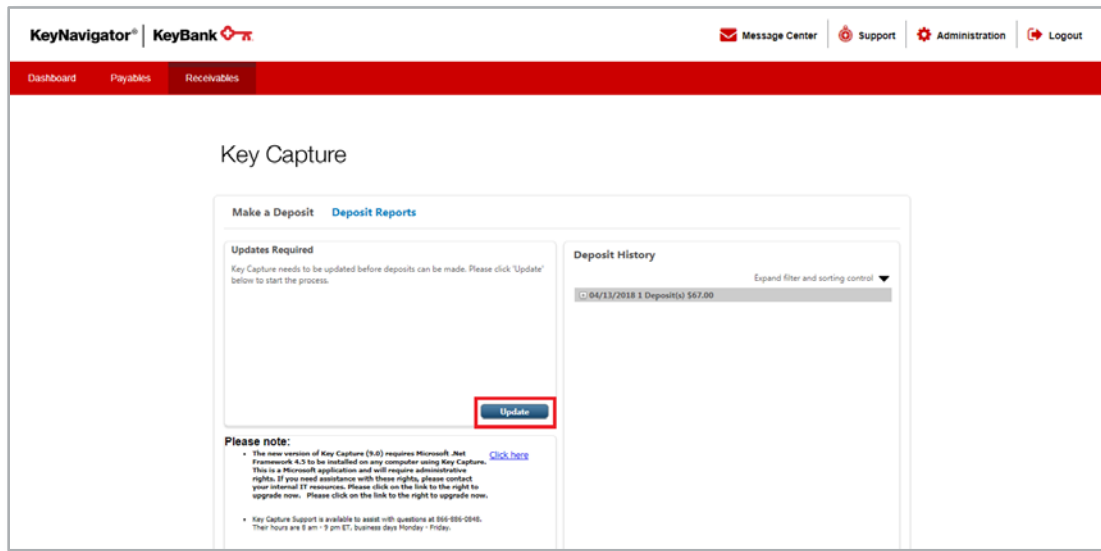 KeyNavigator® | KeyBank
Message Center
Support
Administration
Logout
Dashboard
Payables
Receivables
Key Capture
Make a Deposit
Deposit Reports
Updates Required
Key Capture needs to be updated before deposits can be made. Please click 'Update'
below to start the process.
Update
Deposit History
Expand filter and sorting control
04/13/2018 1 Deposit(s) $67.00
Please note:
• The new version of Key Capture (9.0) requires Microsoft .Net
Framework 4.5 to be installed on any computer using Key Capture.
This is a Microsoft application and will require administrative
rights. If you need assistance with these rights, please contact
your internal IT resources. Please click on the link to the right to
upgrade now. Please click on the link to the right to upgrade now.
Click here
• Key Capture Support is available to assist with questions at 866-886-0848.
Their hours are 8 am - 9 pm ET, business days Monday - Friday.